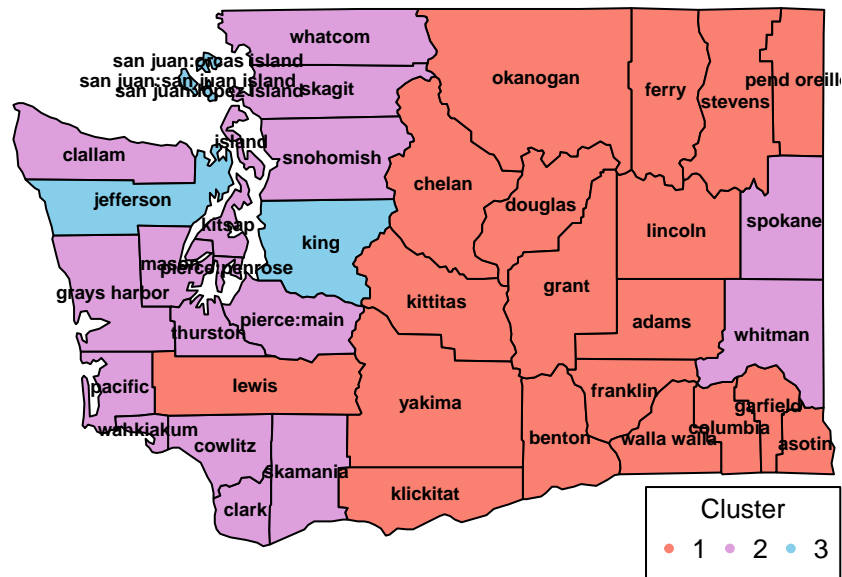 whatcom
san juan:orcas island
okanogan
ferry
pend oreille
san juan:san juan island
skagit
san juan:lopez island
stevens
island
clallam
snohomish
chelan
jefferson
douglas
kitsap
king
lincoln
spokane
mason
pierce:penrose
grays harbor
kittitas
grant
thurston
pierce:main
adams
whitman
pacific
lewis
yakima
franklin
garfield
wahkiakum
cowlitz
benton
walla walla
columbia
asotin
skamania
klickitat
clark
Cluster
1 2 3